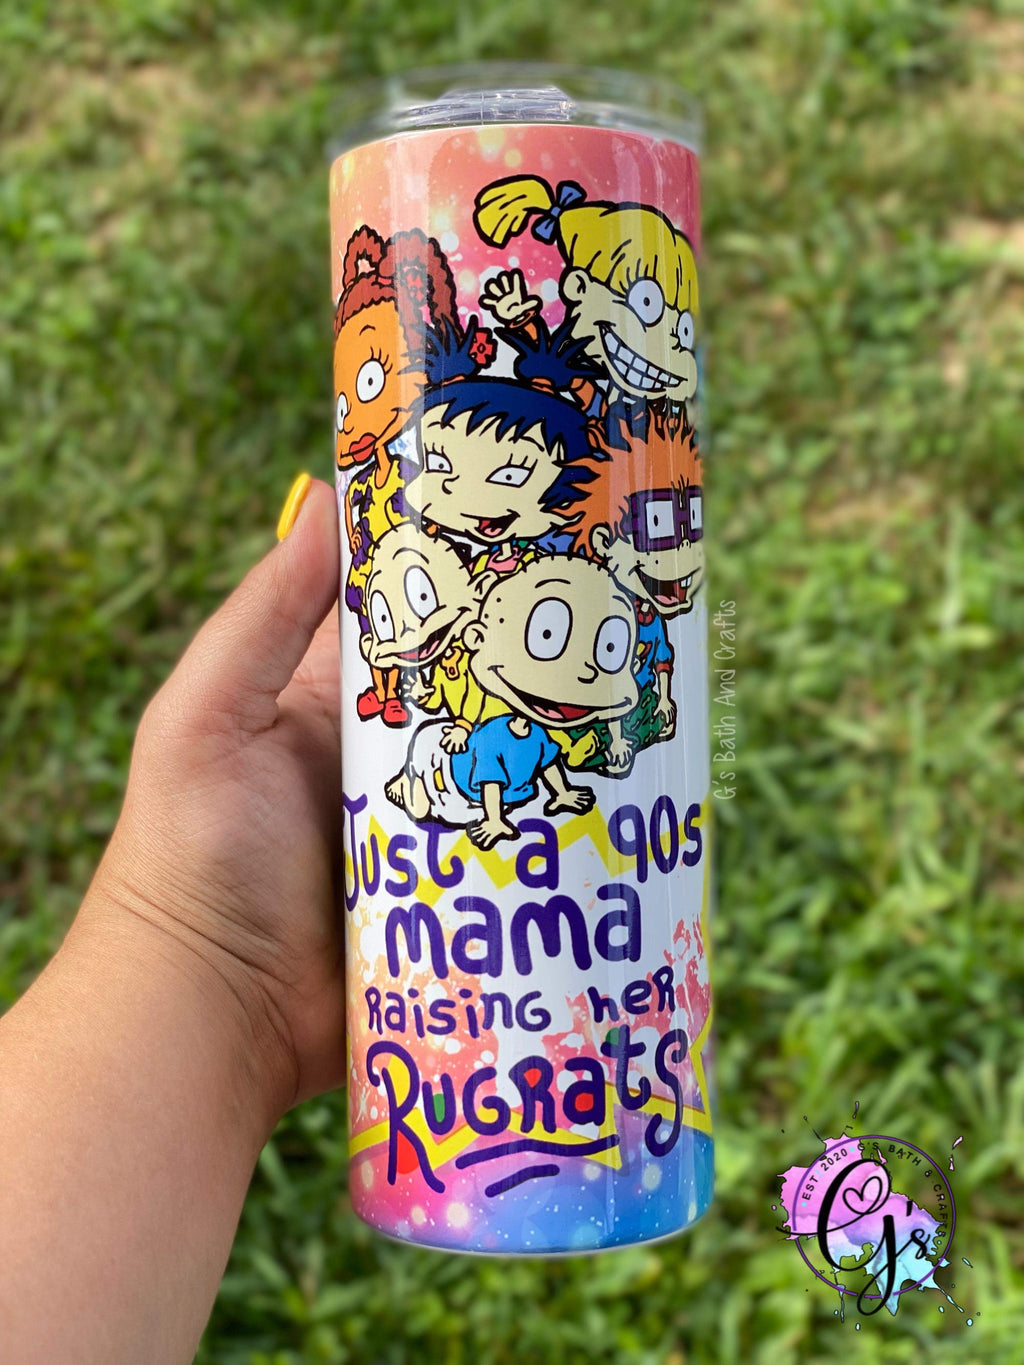 Just a 90s
mama
Raising her
Rugrats
G's Bath And Crafts
EST 2020 G'S BATH & CRAFTS
G's